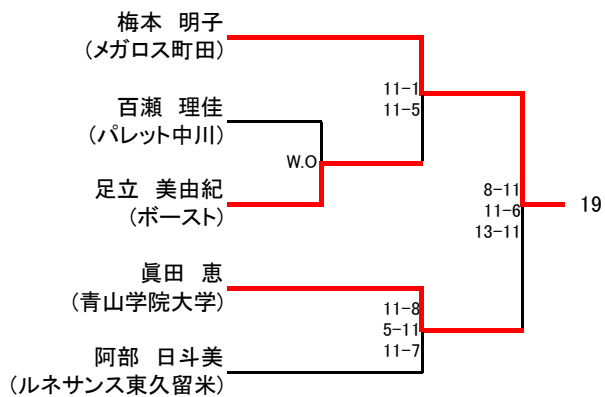 梅本　明子
(メガロス町田)
11-1
11-5
百瀬　理佳
(パレット中川)
W.O
足立　美由紀
(ボースト)
8-11
11-6
13-11
19
眞田　恵
(青山学院大学)
11-8
5-11
11-7
阿部　日斗美
(ルネサンス東久留米)